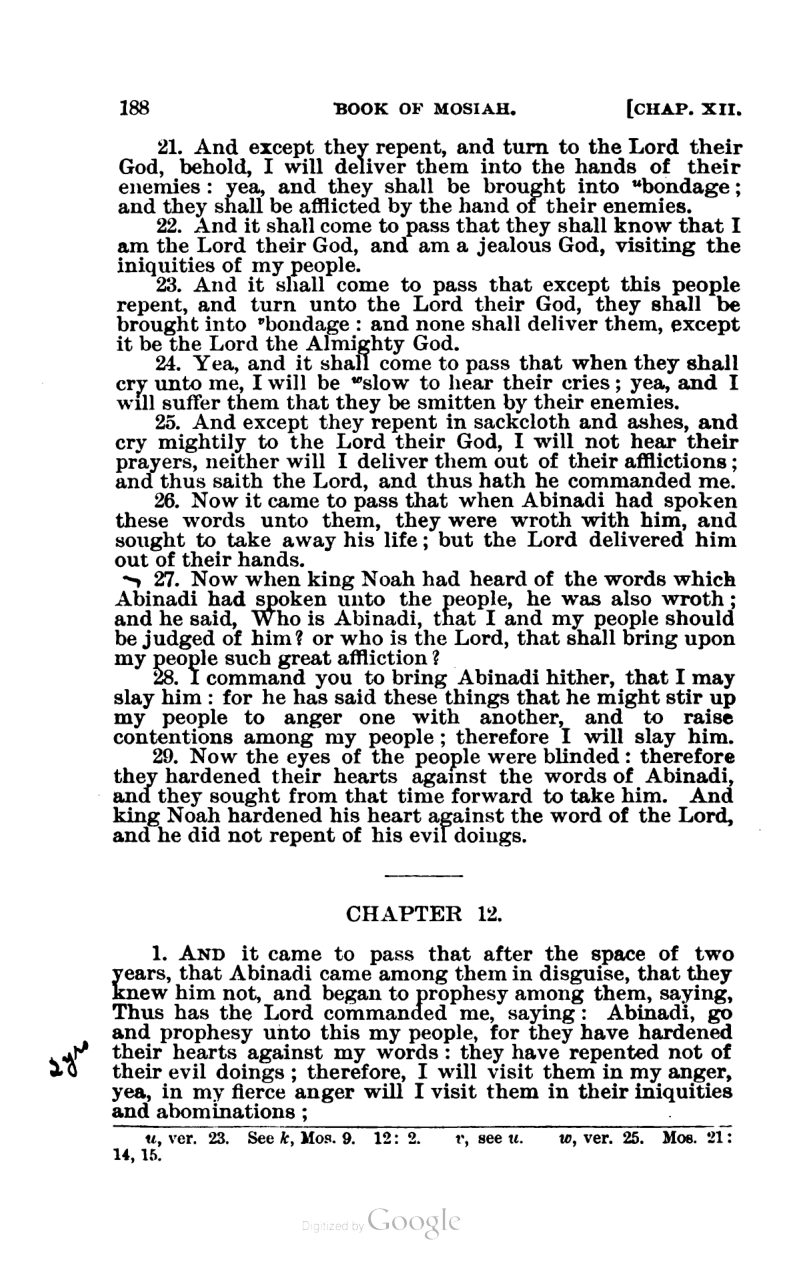 188 BOOK OF MOSIAH. [CHAP. XII.
21. And except they repent, and turn to the Lord their
God, behold, I will deliver them into the hands of their
enemies : yea, and they shall be brought into ᵘbondage ;
and they shall be afflicted by the hand of their enemies.
22. And it shall come to pass that they shall know that I
am the Lord their God, and am a jealous God, visiting the
iniquities of my people.
23. And it shall come to pass that except this people
repent, and turn unto the Lord their God, they shall be
brought into ᵛbondage : and none shall deliver them, except
it be the Lord the Almighty God.
24. Yea, and it shall come to pass that when they shall
cry unto me, I will be ʷslow to hear their cries ; yea, and I
will suffer them that they be smitten by their enemies.
25. And except they repent in sackcloth and ashes, and
cry mightily to the Lord their God, I will not hear their
prayers, neither will I deliver them out of their afflictions ;
and thus saith the Lord, and thus hath he commanded me.
26. Now it came to pass that when Abinadi had spoken
these words unto them, they were wroth with him, and
sought to take away his life ; but the Lord delivered him
out of their hands.
27. Now when king Noah had heard of the words which
Abinadi had spoken unto the people, he was also wroth ;
and he said, Who is Abinadi, that I and my people should
be judged of him? or who is the Lord, that shall bring upon
my people such great affliction ?
28. I command you to bring Abinadi hither, that I may
slay him : for he has said these things that he might stir up
my people to anger one with another, and to raise
contentions among my people ; therefore I will slay him.
29. Now the eyes of the people were blinded : therefore
they hardened their hearts against the words of Abinadi,
and they sought from that time forward to take him. And
king Noah hardened his heart against the word of the Lord,
and he did not repent of his evil doings.
CHAPTER 12.
1. AND it came to pass that after the space of two
years, that Abinadi came among them in disguise, that they
knew him not, and began to prophesy among them, saying,
Thus has the Lord commanded me, saying : Abinadi, go
and prophesy unto this my people, for they have hardened
their hearts against my words : they have repented not of
2yr
their evil doings ; therefore, I will visit them in my anger,
yea, in my fierce anger will I visit them in their iniquities
and abominations ;
u, ver. 23. See k, Mos. 9. 12: 2. v, see u. w, ver. 25. Mos. 21:
14, 15.
Digitized by Google